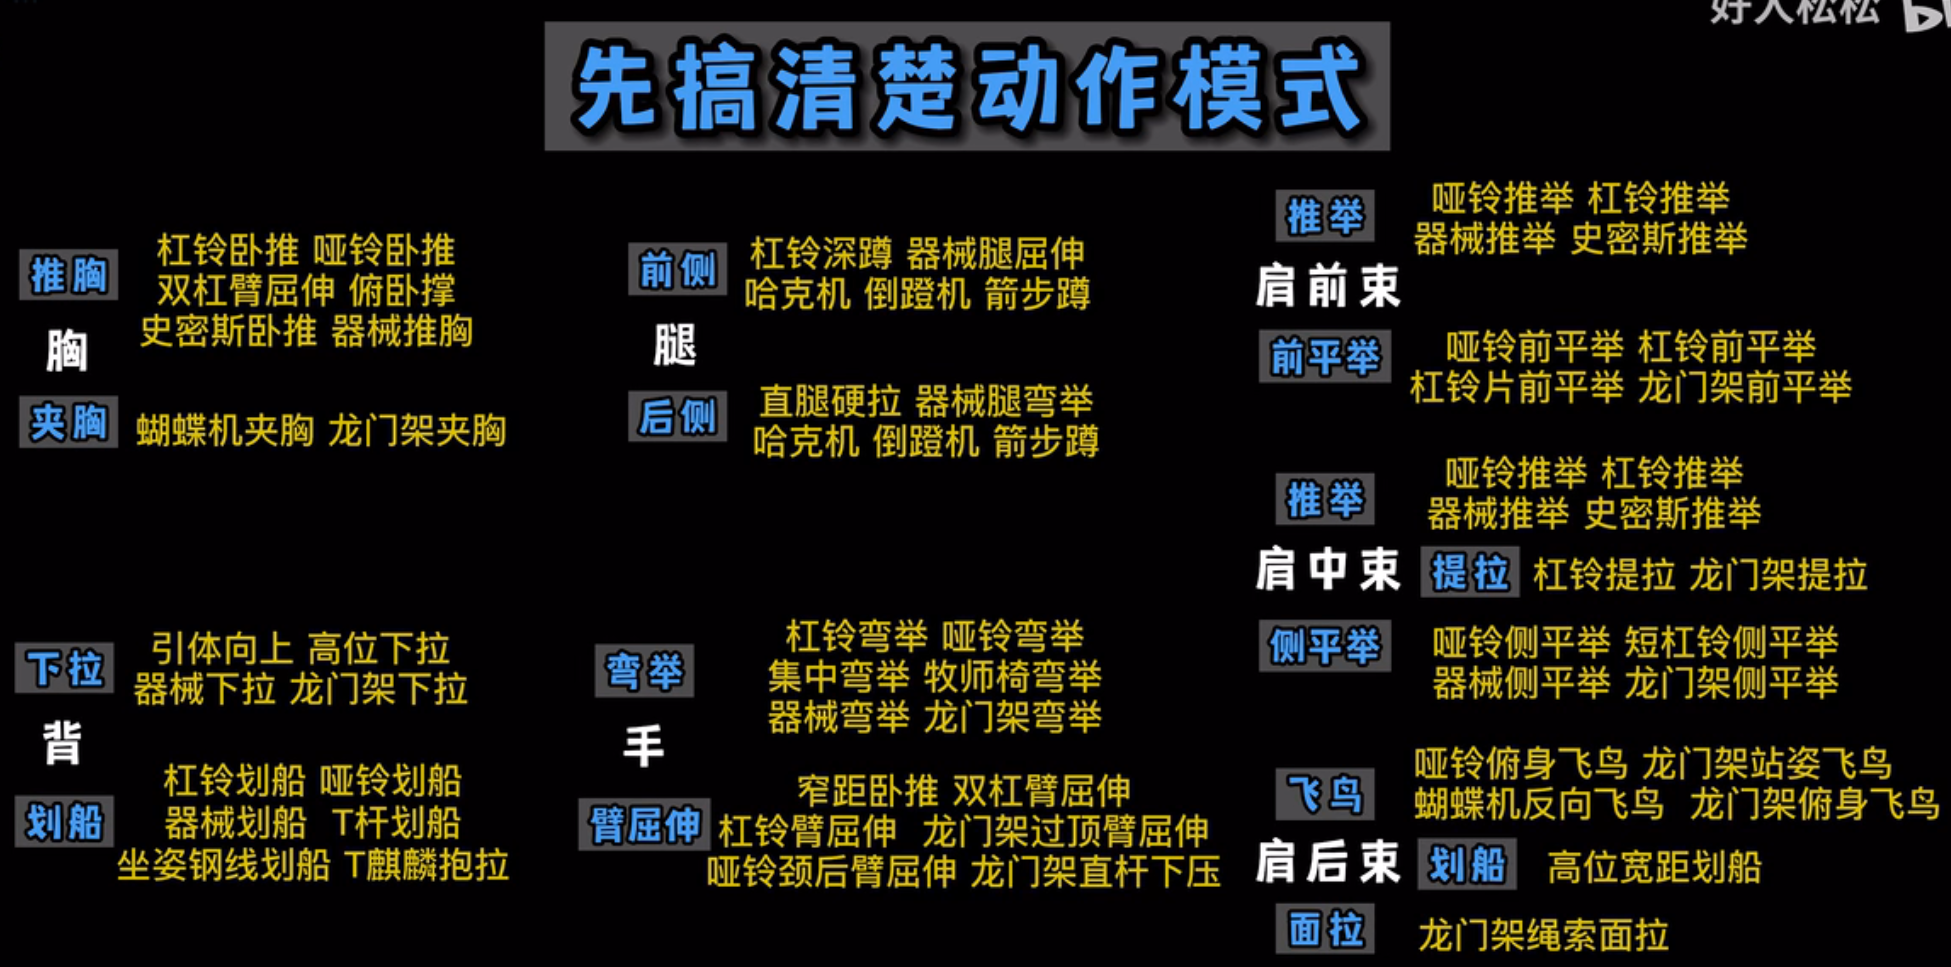 好人松松
先搞清楚动作模式
推胸
杠铃卧推 哑铃卧推
双杠臂屈伸 俯卧撑
史密斯卧推 器械推胸
胸
夹胸
蝴蝶机夹胸 龙门架夹胸
下拉
引体向上 高位下拉
器械下拉 龙门架下拉
背
划船
杠铃划船 哑铃划船
器械划船 T杆划船
坐姿钢线划船 T麒麟抱拉
前侧
杠铃深蹲 器械腿屈伸
哈克机 倒蹬机 箭步蹲
腿
后侧
直腿硬拉 器械腿弯举
哈克机 倒蹬机 箭步蹲
弯举
杠铃弯举 哑铃弯举
集中弯举 牧师椅弯举
器械弯举 龙门架弯举
手
臂屈伸
窄距卧推 双杠臂屈伸
杠铃臂屈伸 龙门架过顶臂屈伸
哑铃颈后臂屈伸 龙门架直杆下压
推举
哑铃推举 杠铃推举
器械推举 史密斯推举
肩前束
前平举
哑铃前平举 杠铃前平举
杠铃片前平举 龙门架前平举
推举
哑铃推举 杠铃推举
器械推举 史密斯推举
肩中束
提拉
杠铃提拉 龙门架提拉
侧平举
哑铃侧平举 短杠铃侧平举
器械侧平举 龙门架侧平举
飞鸟
哑铃俯身飞鸟 龙门架站姿飞鸟
蝴蝶机反向飞鸟 龙门架俯身飞鸟
肩后束
划船
高位宽距划船
面拉
龙门架绳索面拉